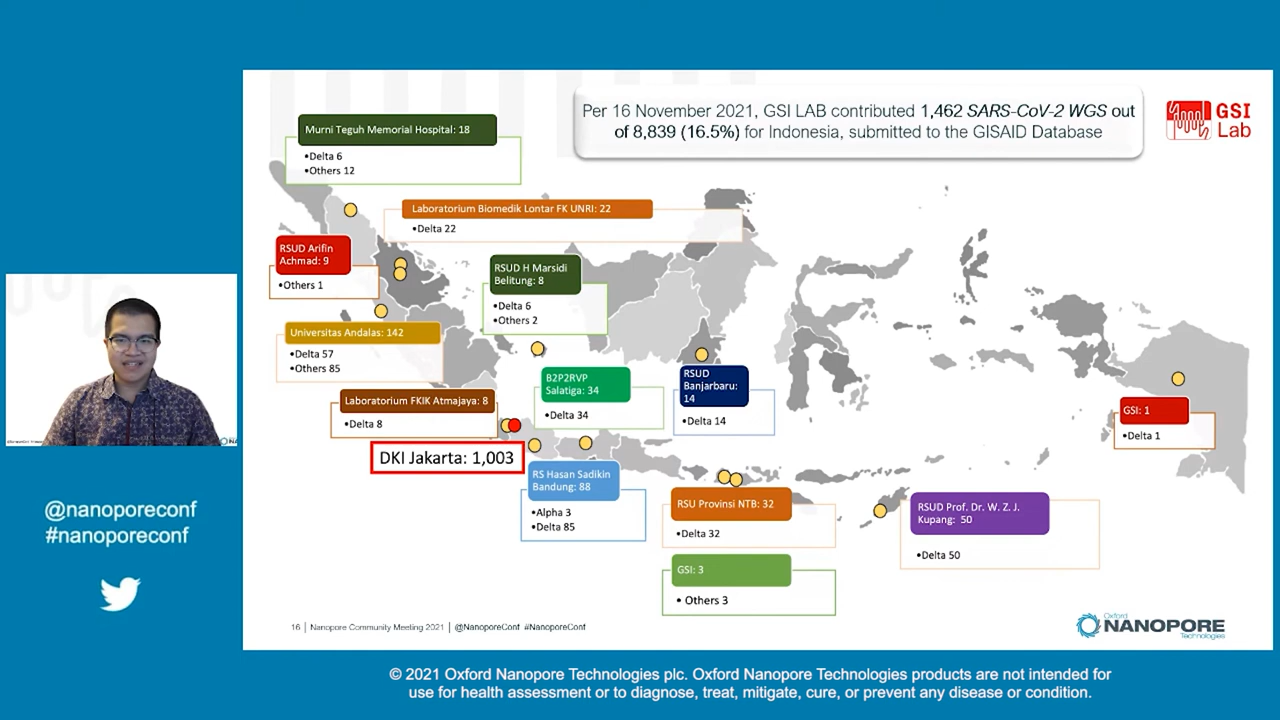 Per 16 November 2021, GSI LAB contributed 1,462 SARS-CoV-2 WGS out
of 8,839 (16.5%) for Indonesia, submitted to the GISAID Database
GSI
Lab
Murni Teguh Memorial Hospital: 18
•Delta 6
•Others 12
Laboratorium Biomedik Lontar FK UNRI: 22
•Delta 22
RSUD Arifin
Achmad: 9
•Others 1
RSUD H Marsidi
Belitung: 8
•Delta 6
•Others 2
Universitas Andalas: 142
•Delta 57
•Others 85
B2P2RVP
Salatiga: 34
•Delta 34
RSUD
Banjarbaru:
14
•Delta 14
Laboratorium FKIK Atmajaya: 8
•Delta 8
GSI: 1
•Delta 1
DKI Jakarta: 1,003
RS Hasan Sadikin
Bandung: 88
•Alpha 3
•Delta 85
RSU Provinsi NTB: 32
•Delta 32
RSUD Prof. Dr. W. Z. J.
Kupang: 50
•Delta 50
GSI: 3
• Others 3
16 | Nanopore Community Meeting 2021 | @NanoporeConf #NanoporeConf
Oxford
NANOPORE
Technologies
@nanoporeconf
#nanoporeconf
© 2021 Oxford Nanopore Technologies plc. Oxford Nanopore Technologies products are not intended for
use for health assessment or to diagnose, treat, mitigate, cure, or prevent any disease or condition.